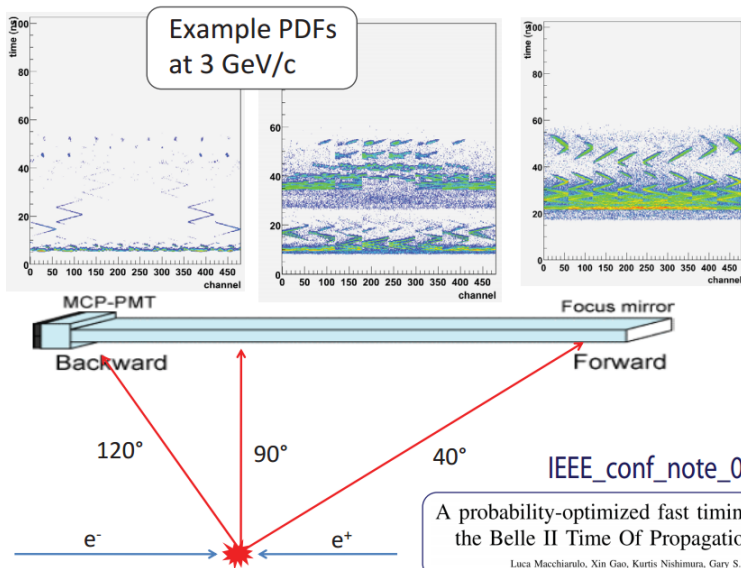 Example PDFs
at 3 GeV/c
time (ns)
100
80
60
40
20
0
0 50 100 150 200 250 300 350 400 450
channel
60
40
20
0
0 50 100 150 200 250 300 350 400 450
channel
time (ns)
100
80
60
40
20
0
0 50 100 150 200 250 300 350 400 450
channel
MCP-PMT
Focus mirror
Backward
Forward
120°
90°
40°
e-
e+
IEEE_conf_note_0
A probability-optimized fast timin
the Belle II Time Of Propagatio
Luca Macchiarulo, Xin Gao, Kurtis Nishimura, Gary S.